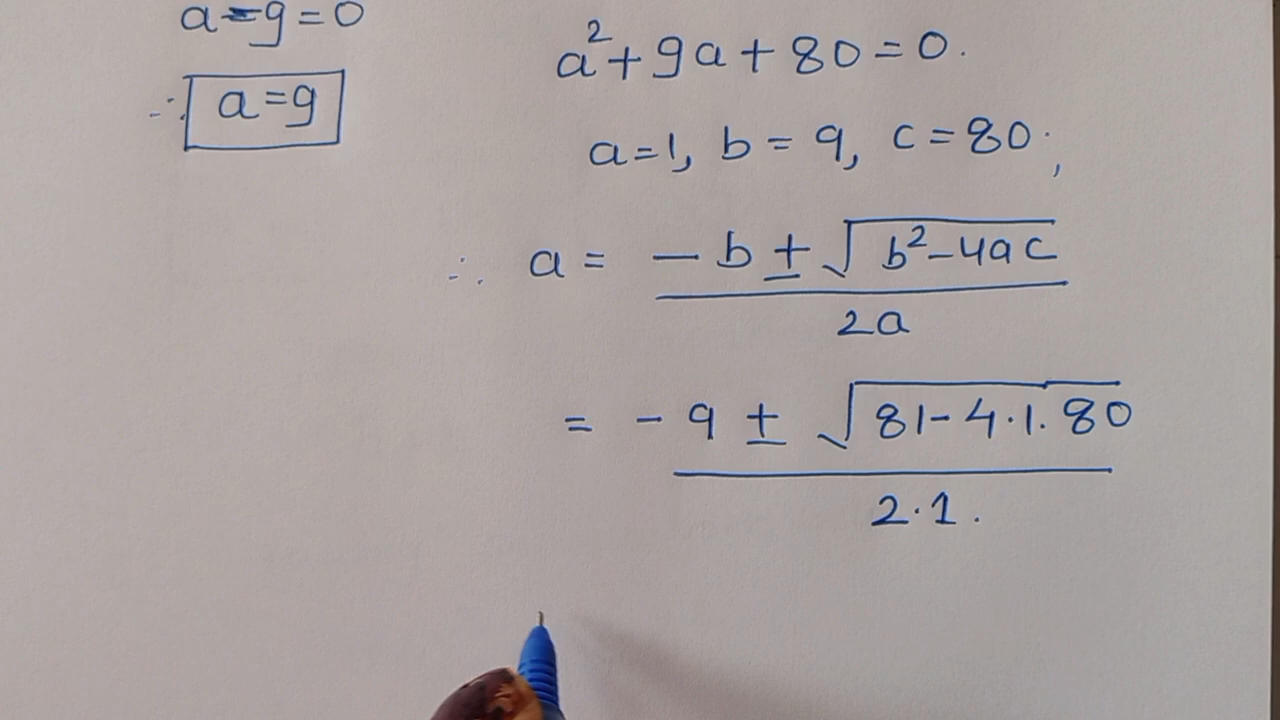 a-9=0
∴ a=9
a²+9a+80=0.
a=1, b=9, c=80;
∴ a = (-b ± √(b²-4ac)) / 2a
= (-9 ± √(81-4·1·80)) / 2·1.